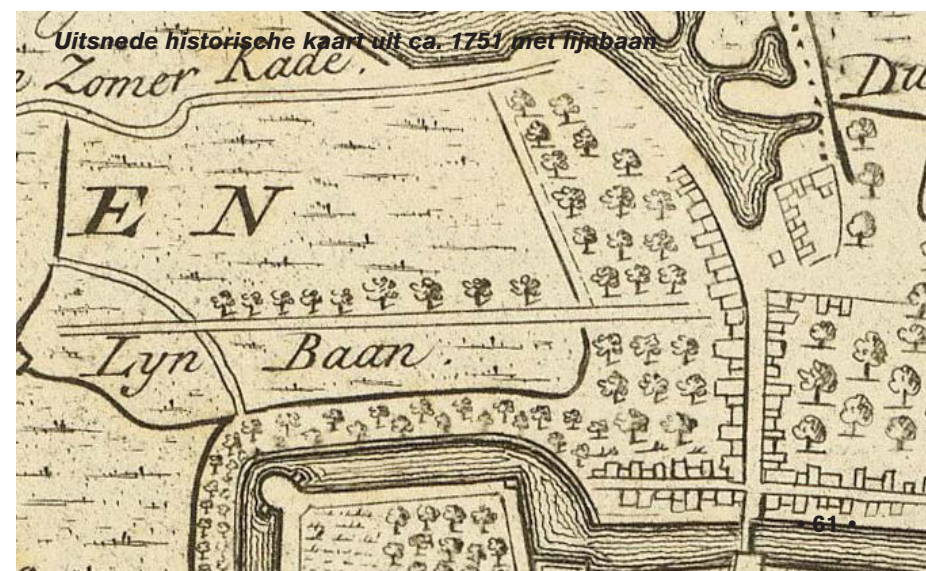 Uitsnede historische kaart uit ca. 1751 met lijnbaan
Zomer Kade.
E N
Lyn Baan.
• 61 •